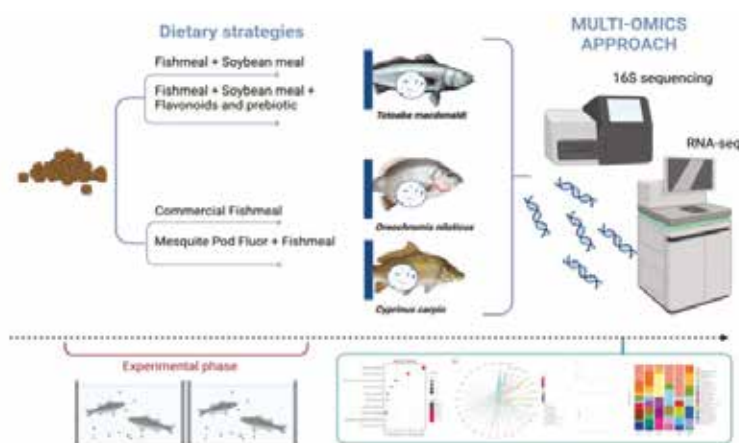 Dietary strategies
Fishmeal + Soybean meal
Fishmeal + Soybean meal +
Flavonoids and prebiotic
Commercial Fishmeal
Mesquite Pod Fluor + Fishmeal
Totoaba macdonaldi
Oreochromis niloticus
Cyprinus carpio
MULTI-OMICS
APPROACH
16S sequencing
RNA-seq
Experimental phase